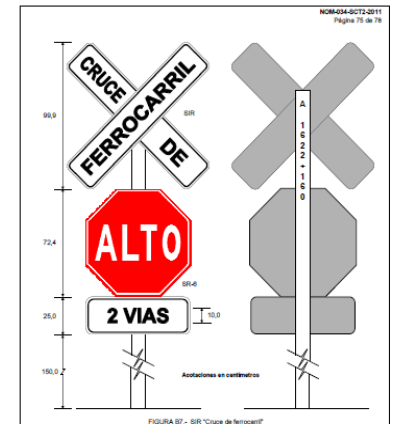 NOM-034-SCT2-2011
Página 75 de 78
CRUCE DE
FERROCARRIL
99,9
SIR
A 1622+160
72,4
ALTO
SR-6
25,0
2 VIAS
10,0
150,0
Acotaciones en centímetros
FIGURA B7.- SIR "Cruce de ferrocarril"